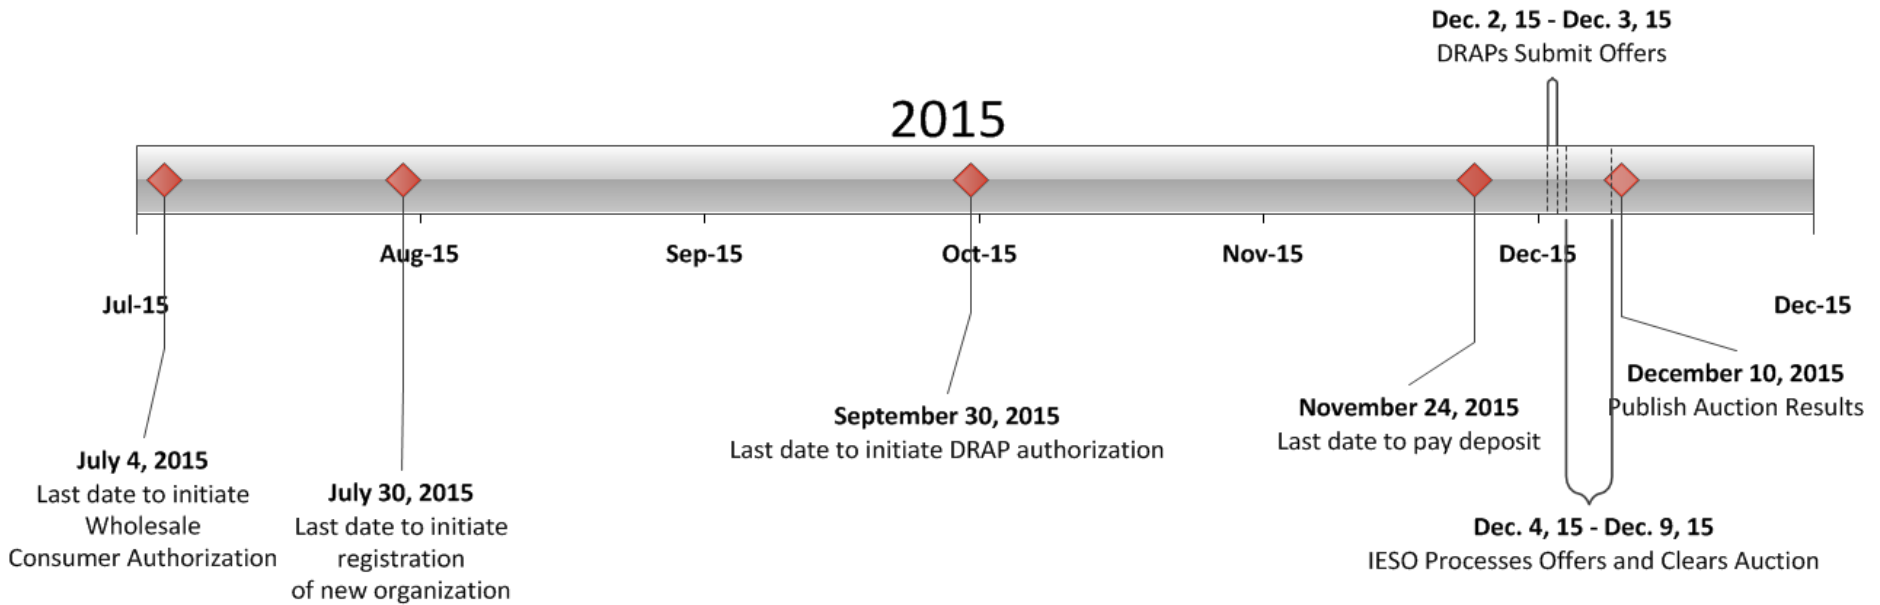 Dec. 2, 15 - Dec. 3, 15
DRAPs Submit Offers
2015
Aug-15
Sep-15
Oct-15
Nov-15
Dec-15
Jul-15
Dec-15
July 4, 2015
Last date to initiate
Wholesale
Consumer Authorization
July 30, 2015
Last date to initiate
registration
of new organization
September 30, 2015
Last date to initiate DRAP authorization
November 24, 2015
Last date to pay deposit
December 10, 2015
Publish Auction Results
Dec. 4, 15 - Dec. 9, 15
IESO Processes Offers and Clears Auction